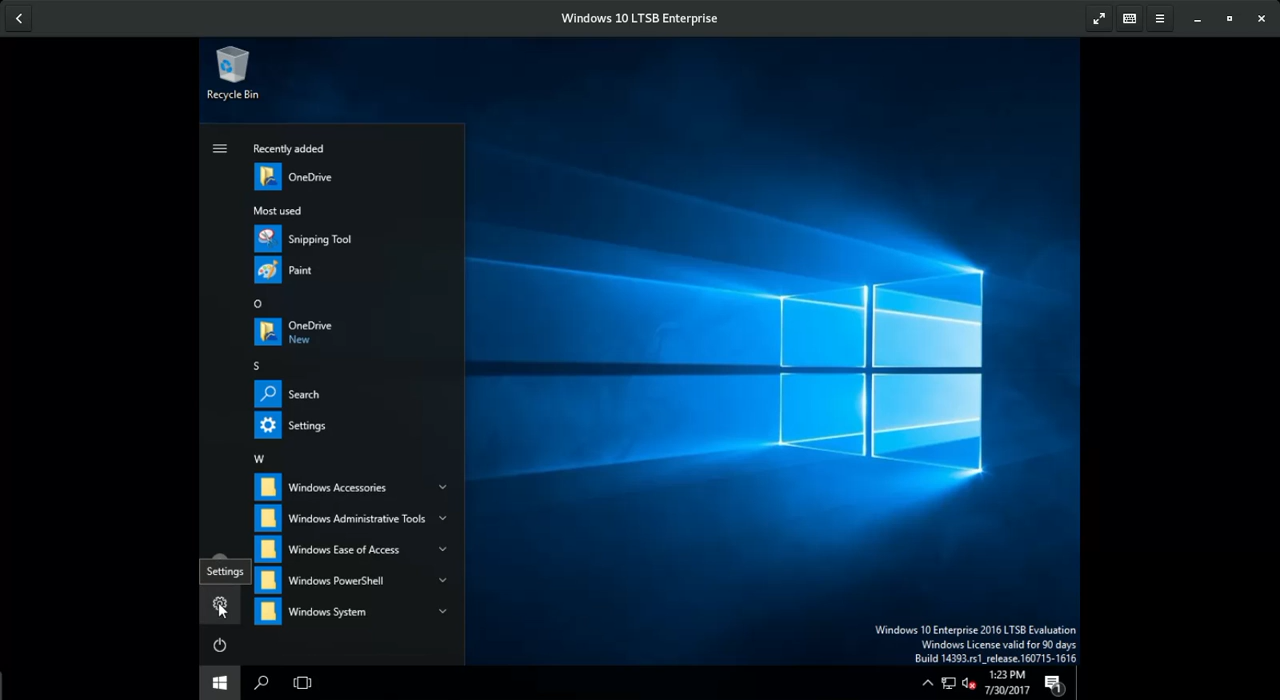 Windows 10 LTSB Enterprise
Recycle Bin
Recently added
OneDrive
Most used
Snipping Tool
Paint
O
OneDrive
New
S
Search
Settings
W
Windows Accessories
Windows Administrative Tools
Windows Ease of Access
Settings
Windows PowerShell
Windows System
Windows 10 Enterprise 2016 LTSB Evaluation
Windows License valid for 90 days
Build 14393.rs1_release.160715-1616
1:23 PM
7/30/2017
1